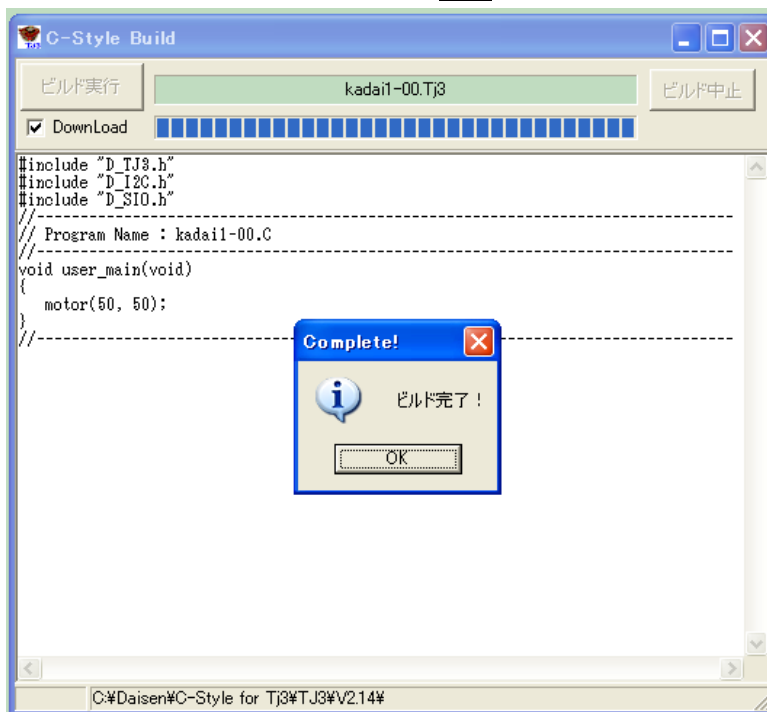 C-Style Build
ビルド実行
kadai1-00.Tj3
ビルド中止
DownLoad
#include "D_TJ3.h"
#include "D_I2C.h"
#include "D_SIO.h"
//------------------------------------------------------------------------
// Program Name : kadai1-00.C
//------------------------------------------------------------------------
void user_main(void)
{
motor(50, 50);
}
//------------------------------------------------------------------------
Complete!
ビルド完了！
OK
C:¥Daisen¥C-Style for Tj3¥TJ3¥V2.14¥